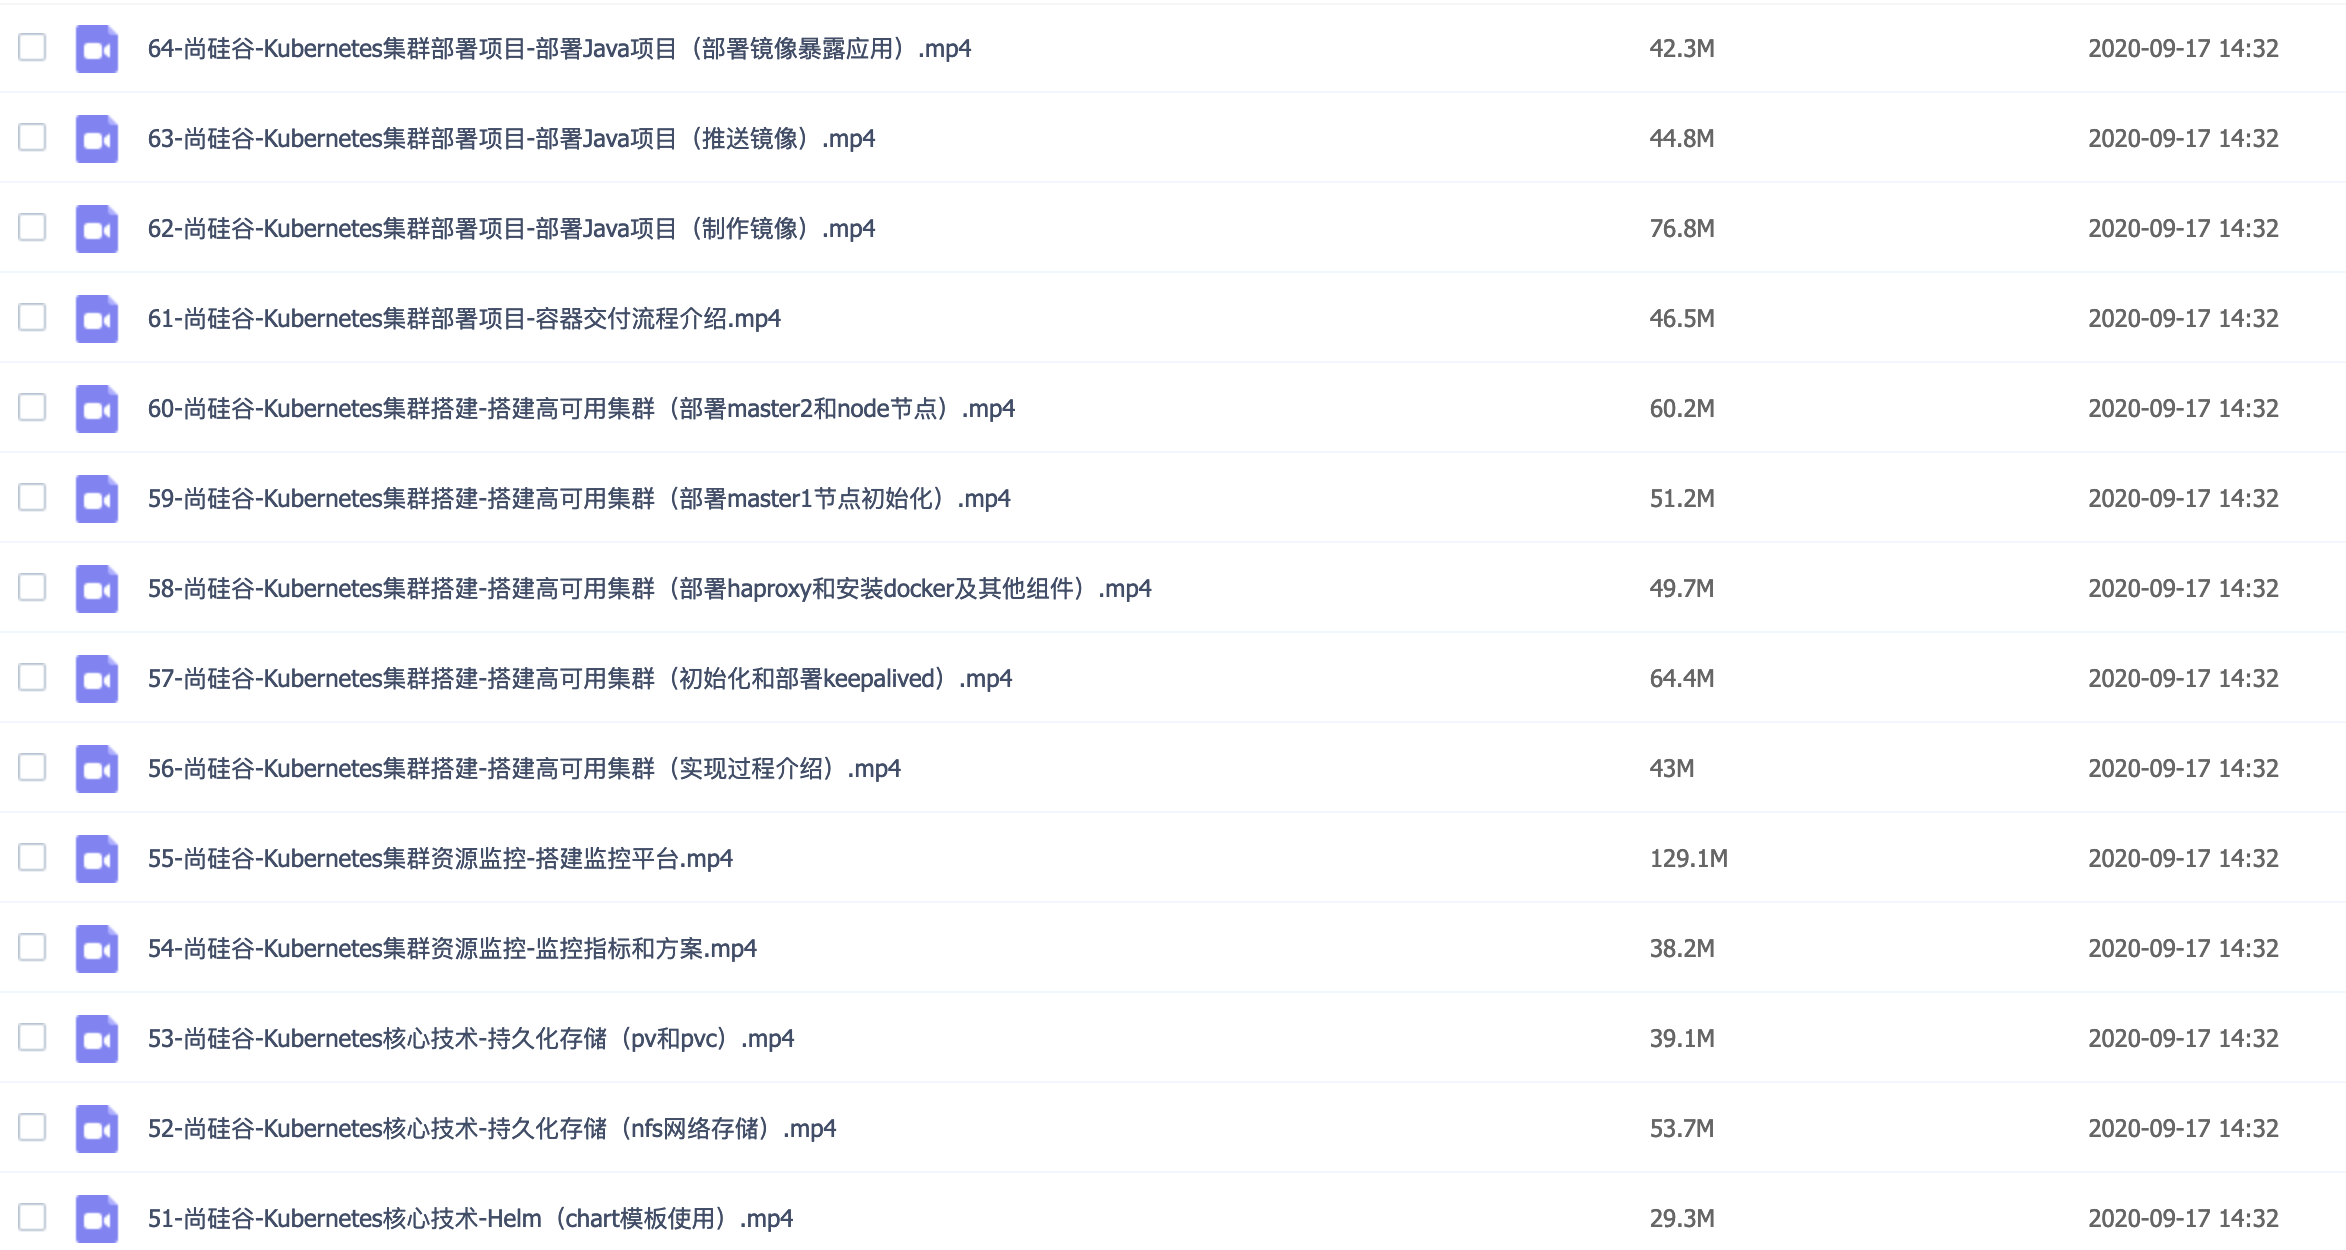 64-尚硅谷-Kubernetes集群部署项目-部署Java项目（部署镜像暴露应用）.mp4 42.3M 2020-09-17 14:32
63-尚硅谷-Kubernetes集群部署项目-部署Java项目（推送镜像）.mp4 44.8M 2020-09-17 14:32
62-尚硅谷-Kubernetes集群部署项目-部署Java项目（制作镜像）.mp4 76.8M 2020-09-17 14:32
61-尚硅谷-Kubernetes集群部署项目-容器交付流程介绍.mp4 46.5M 2020-09-17 14:32
60-尚硅谷-Kubernetes集群搭建-搭建高可用集群（部署master2和node节点）.mp4 60.2M 2020-09-17 14:32
59-尚硅谷-Kubernetes集群搭建-搭建高可用集群（部署master1节点初始化）.mp4 51.2M 2020-09-17 14:32
58-尚硅谷-Kubernetes集群搭建-搭建高可用集群（部署haproxy和安装docker及其他组件）.mp4 49.7M 2020-09-17 14:32
57-尚硅谷-Kubernetes集群搭建-搭建高可用集群（初始化和部署keepalived）.mp4 64.4M 2020-09-17 14:32
56-尚硅谷-Kubernetes集群搭建-搭建高可用集群（实现过程介绍）.mp4 43M 2020-09-17 14:32
55-尚硅谷-Kubernetes集群资源监控-搭建监控平台.mp4 129.1M 2020-09-17 14:32
54-尚硅谷-Kubernetes集群资源监控-监控指标和方案.mp4 38.2M 2020-09-17 14:32
53-尚硅谷-Kubernetes核心技术-持久化存储（pv和pvc）.mp4 39.1M 2020-09-17 14:32
52-尚硅谷-Kubernetes核心技术-持久化存储（nfs网络存储）.mp4 53.7M 2020-09-17 14:32
51-尚硅谷-Kubernetes核心技术-Helm（chart模板使用）.mp4 29.3M 2020-09-17 14:32